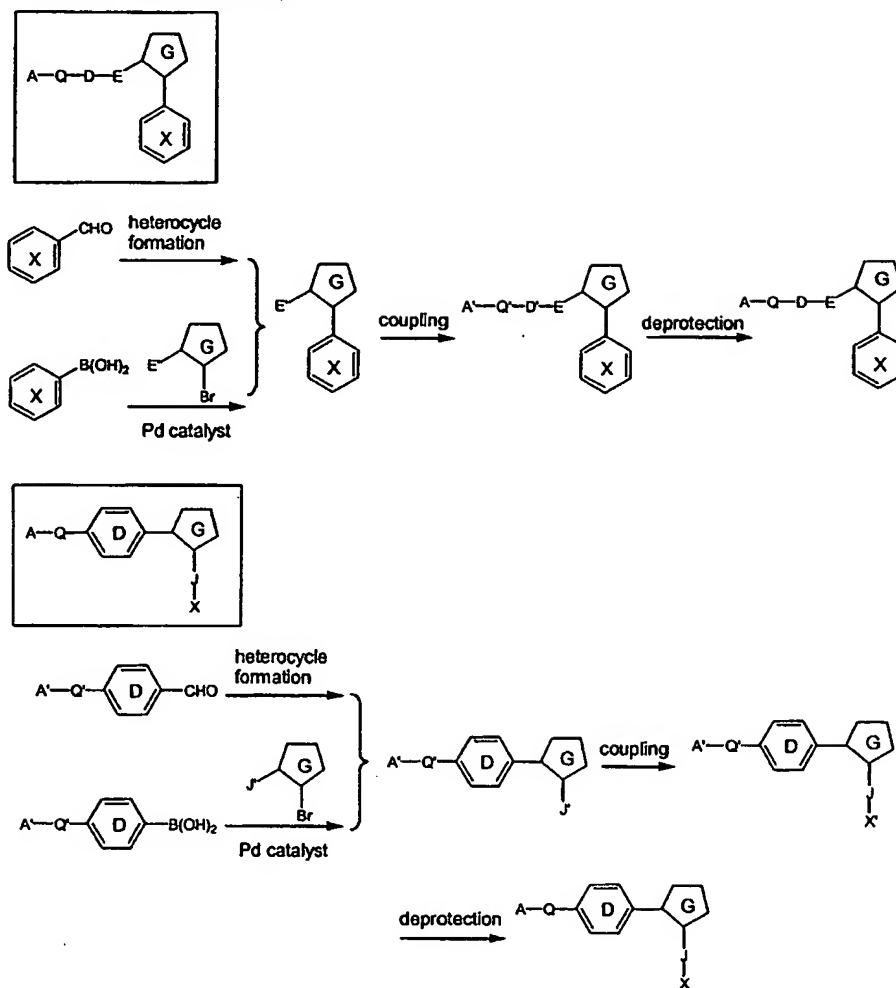 G
A—Q—D—E
X
CHO
X
heterocycle
formation
B(OH)2
X
E'
G
Br
Pd catalyst
E'
G
X
coupling
A'—Q'—D'—E
G
X
deprotection
A—Q—D—E
G
X
A—Q
D
G
J
X
A'—Q'
D
CHO
heterocycle
formation
A'—Q'
D
B(OH)2
J'
G
Br
Pd catalyst
A'—Q'
D
G
J'
coupling
A'—Q'
D
G
J
X'
deprotection
A—Q
D
G
J
X